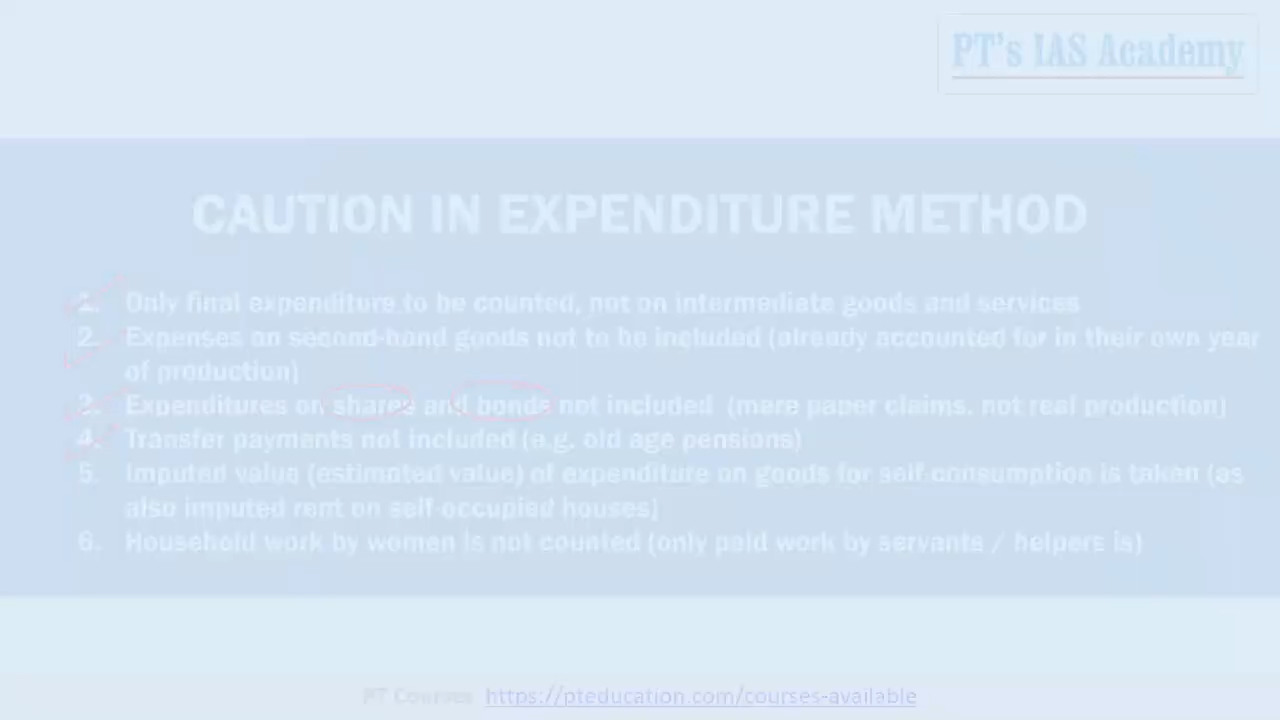 PT's IAS Academy
CAUTION IN EXPENDITURE METHOD
1. Only final expenditure to be counted, not on intermediate goods and services
2. Expenses on second-hand goods not to be included (already accounted for in their own year
of production)
3. Expenditures on shares and bonds not included (mere paper claims, not real production)
4. Transfer payments not included (e.g. old age pensions)
5. Imputed value (estimated value) of expenditure on goods for self-consumption is taken (as
also imputed rent on self-occupied houses)
6. Household work by women is not counted (only paid work by servants / helpers is)
PT Courses https://pteducation.com/courses-available